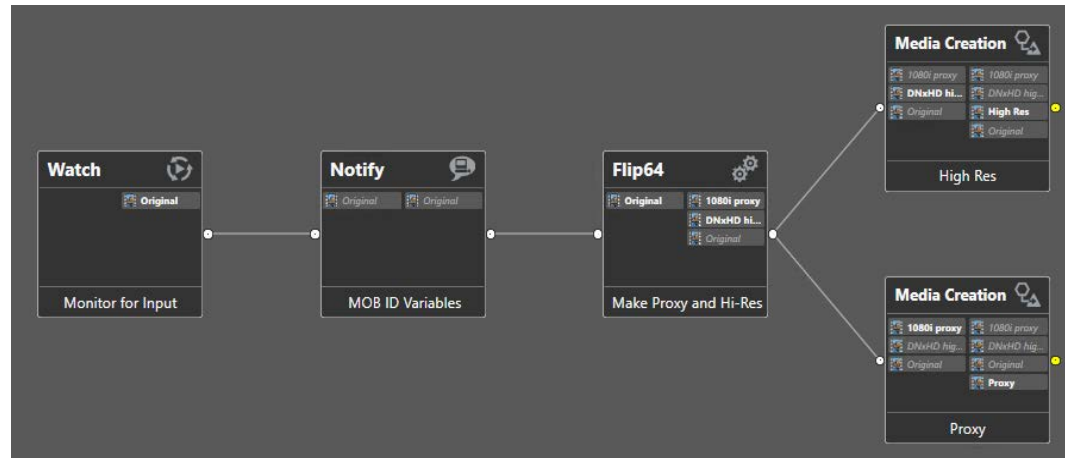 Watch
Original
Monitor for Input
Notify
Original Original
MOB ID Variables
Flip64
Original 1080i proxy
DNxHD hi...
Original
Make Proxy and Hi-Res
Media Creation
1080i proxy 1080i proxy
DNxHD hi... DNxHD hig...
Original High Res
Original
High Res
Media Creation
1080i proxy 1080i proxy
DNxHD hig... DNxHD hig...
Original Original
Proxy
Proxy